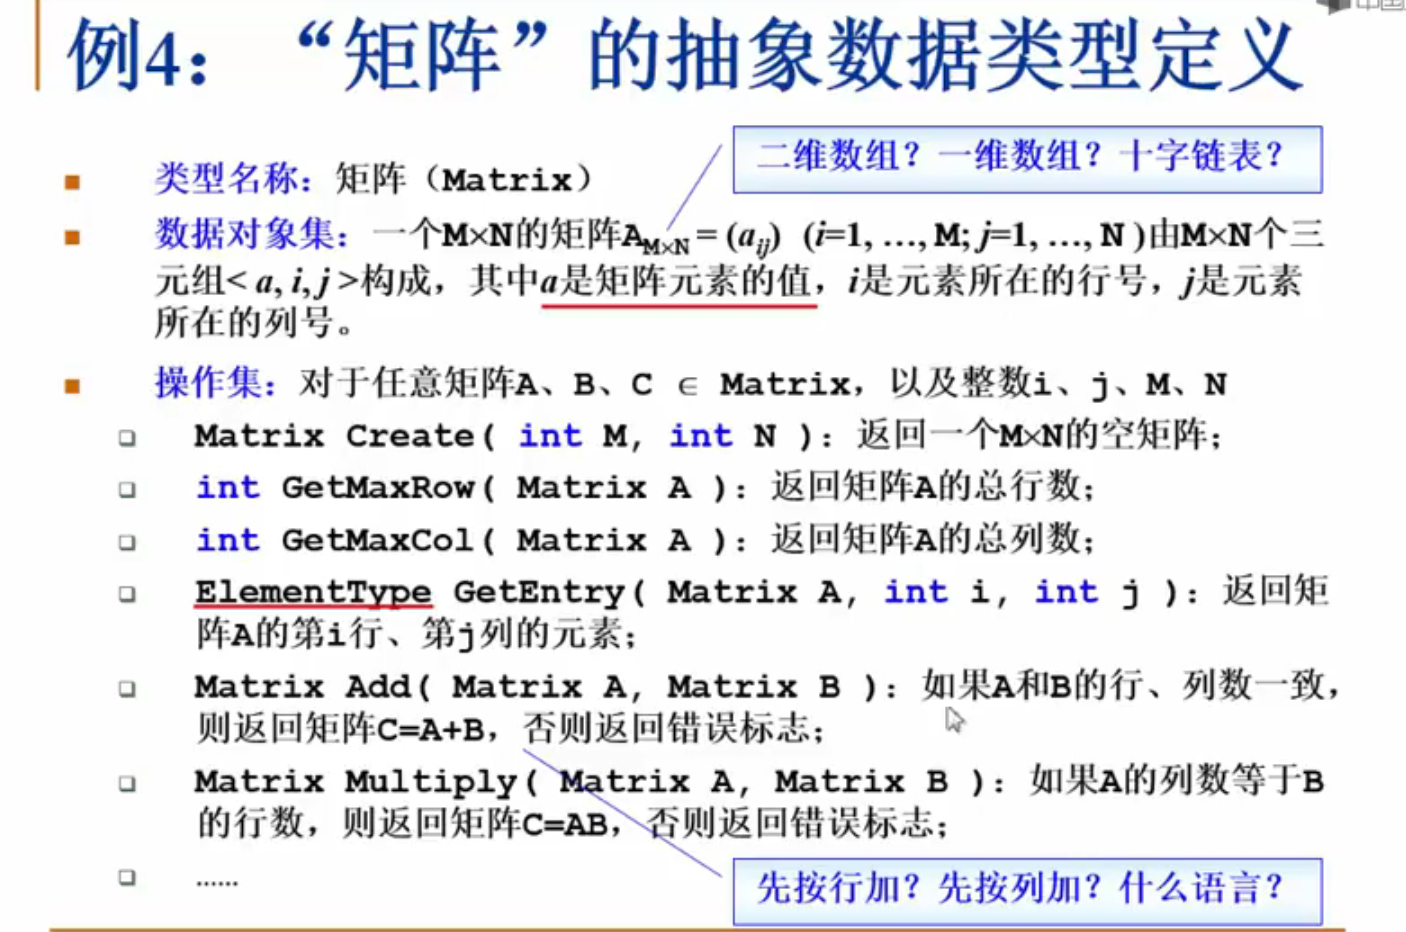 中国
例4：“矩阵”的抽象数据类型定义
二维数组？一维数组？十字链表？
类型名称：矩阵（Matrix）
数据对象集：一个M×N的矩阵A_{M×N} = (a_{ij}) (i=1, …, M; j=1, …, N )由M×N个三
元组< a, i, j >构成，其中a是矩阵元素的值，i是元素所在的行号，j是元素
所在的列号。
操作集：对于任意矩阵A、B、C ∈ Matrix，以及整数i、j、M、N
Matrix Create( int M, int N )：返回一个M×N的空矩阵；
int GetMaxRow( Matrix A )：返回矩阵A的总行数；
int GetMaxCol( Matrix A )：返回矩阵A的总列数；
ElementType GetEntry( Matrix A, int i, int j )：返回矩
阵A的第i行、第j列的元素；
Matrix Add( Matrix A, Matrix B )：如果A和B的行、列数一致，
则返回矩阵C=A+B，否则返回错误标志；
Matrix Multiply( Matrix A, Matrix B )：如果A的列数等于B
的行数，则返回矩阵C=AB，否则返回错误标志；
……
先按行加？先按列加？什么语言？